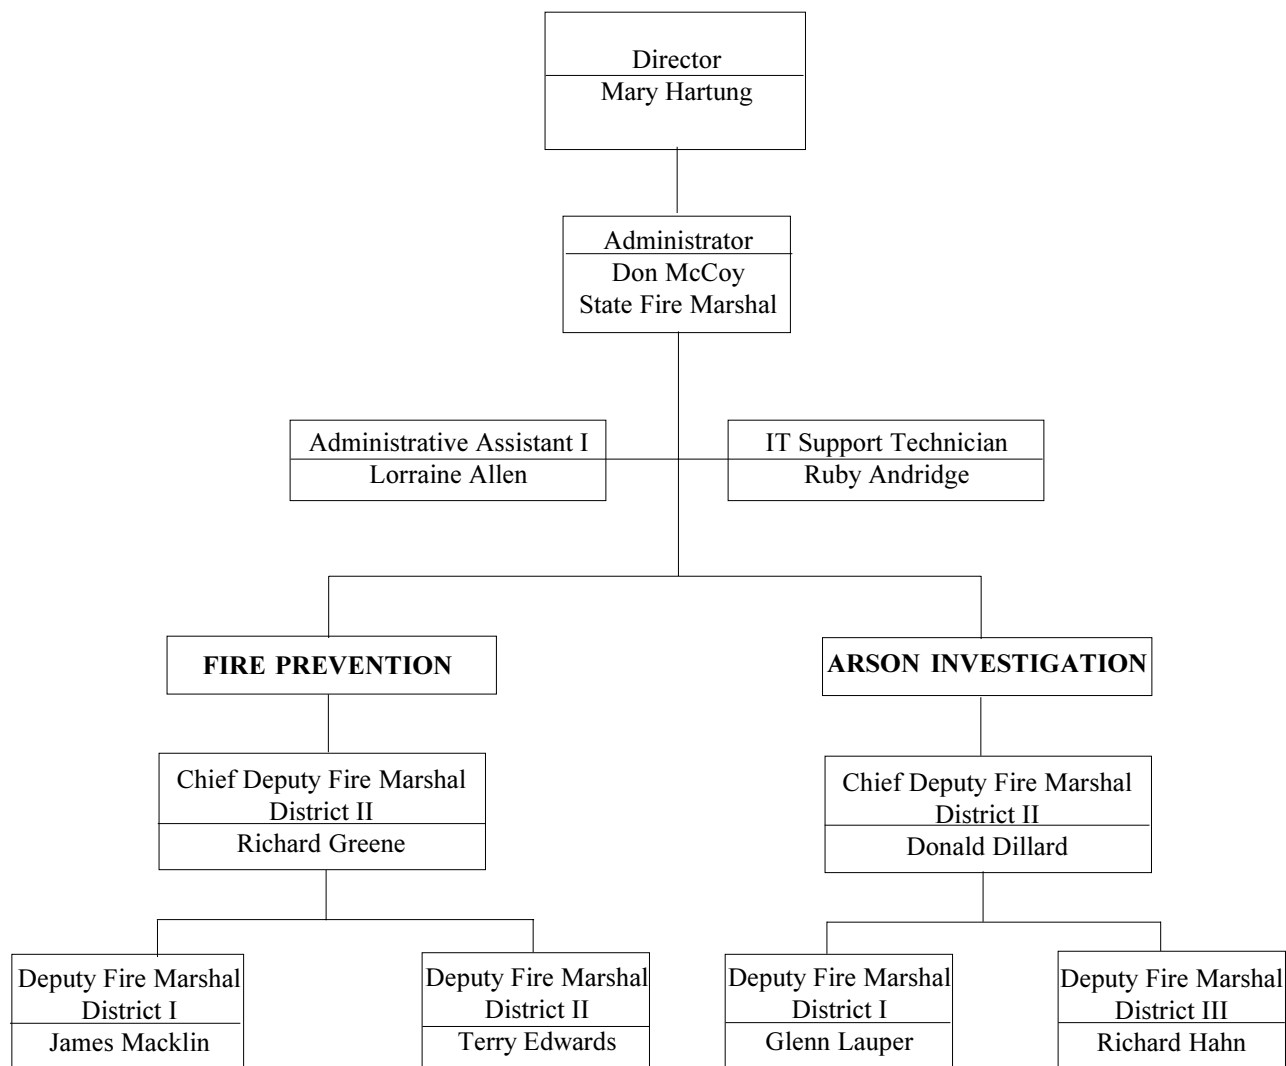 Director
Mary Hartung
Administrator
Don McCoy
State Fire Marshal
Administrative Assistant I
Lorraine Allen
IT Support Technician
Ruby Andridge
FIRE PREVENTION
ARSON INVESTIGATION
Chief Deputy Fire Marshal
District II
Richard Greene
Chief Deputy Fire Marshal
District II
Donald Dillard
Deputy Fire Marshal
District I
James Macklin
Deputy Fire Marshal
District II
Terry Edwards
Deputy Fire Marshal
District I
Glenn Lauper
Deputy Fire Marshal
District III
Richard Hahn